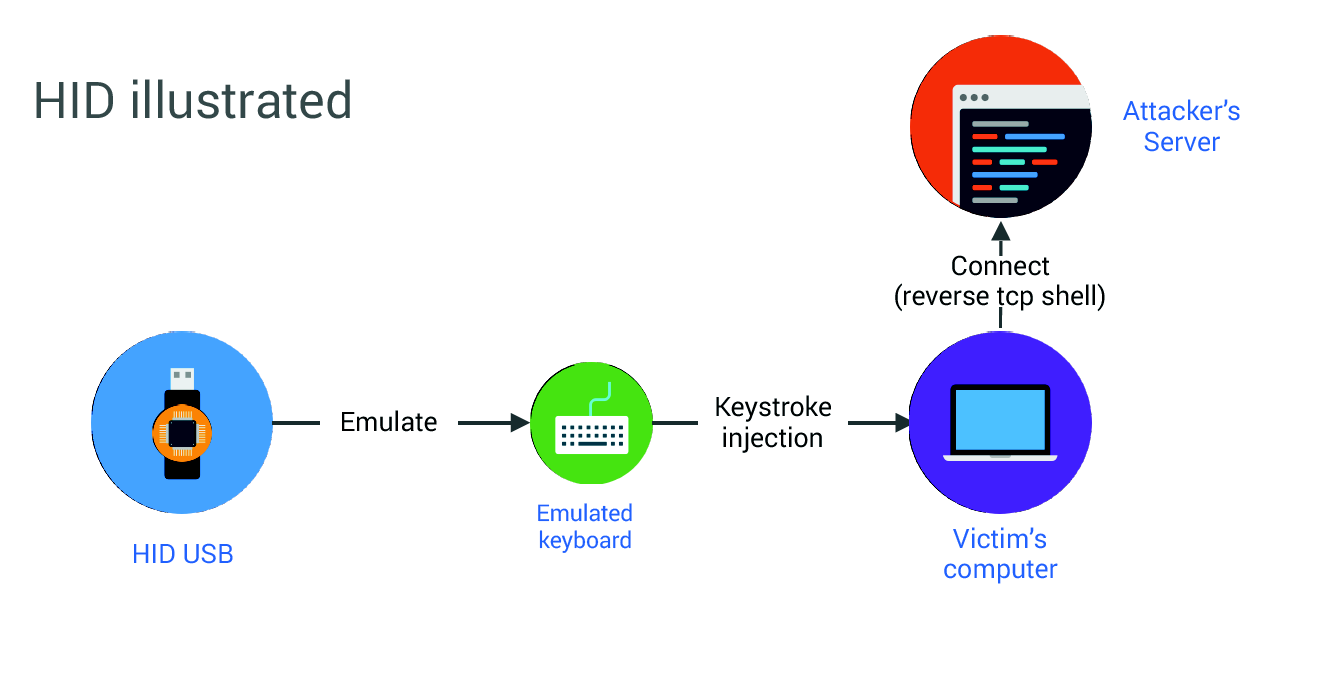 HID illustrated
Attacker's
Server
Connect
(reverse tcp shell)
Emulate
Keystroke
injection
HID USB
Emulated
keyboard
Victim's
computer